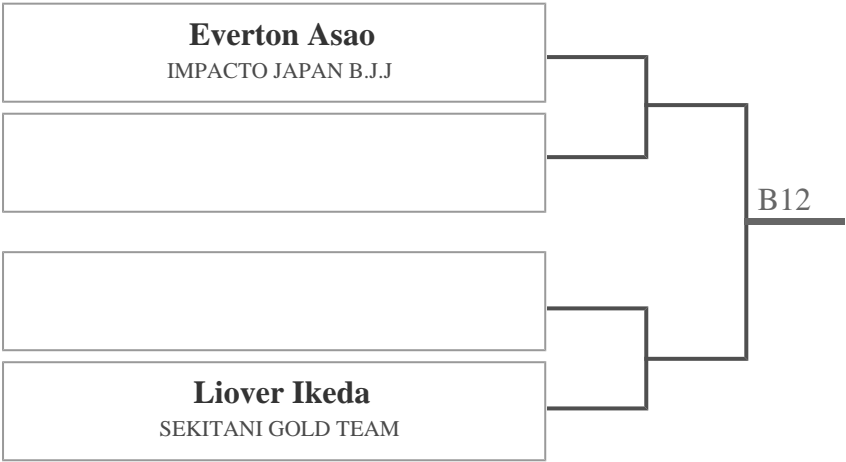 Everton Asao
IMPACTO JAPAN B.J.J
B12
Liover Ikeda
SEKITANI GOLD TEAM